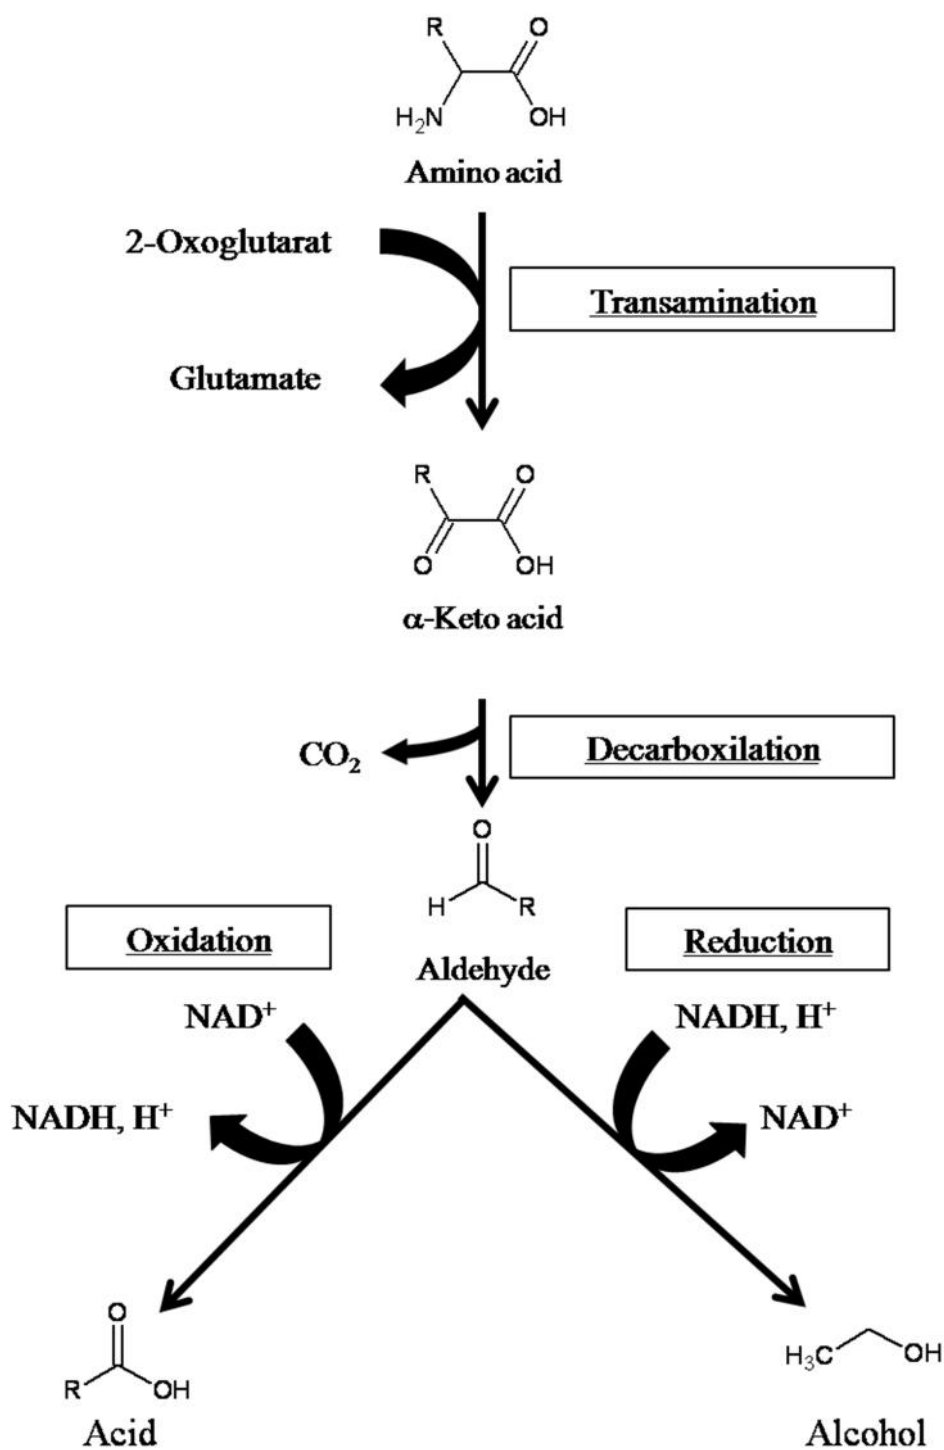 R
O
H₂N
OH
Amino acid
2-Oxoglutarat
Transamination
Glutamate
R
O
O
OH
α-Keto acid
CO₂
Decarboxilation
O
H
R
Oxidation
Aldehyde
Reduction
NAD⁺
NADH, H⁺
NADH, H⁺
NAD⁺
O
R
OH
Acid
H₃C
OH
Alcohol